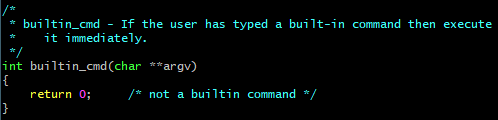 /*
 * builtin_cmd - If the user has typed a built-in command then execute
 *    it immediately.
 */
int builtin_cmd(char **argv)
{
    return 0;     /* not a builtin command */
}